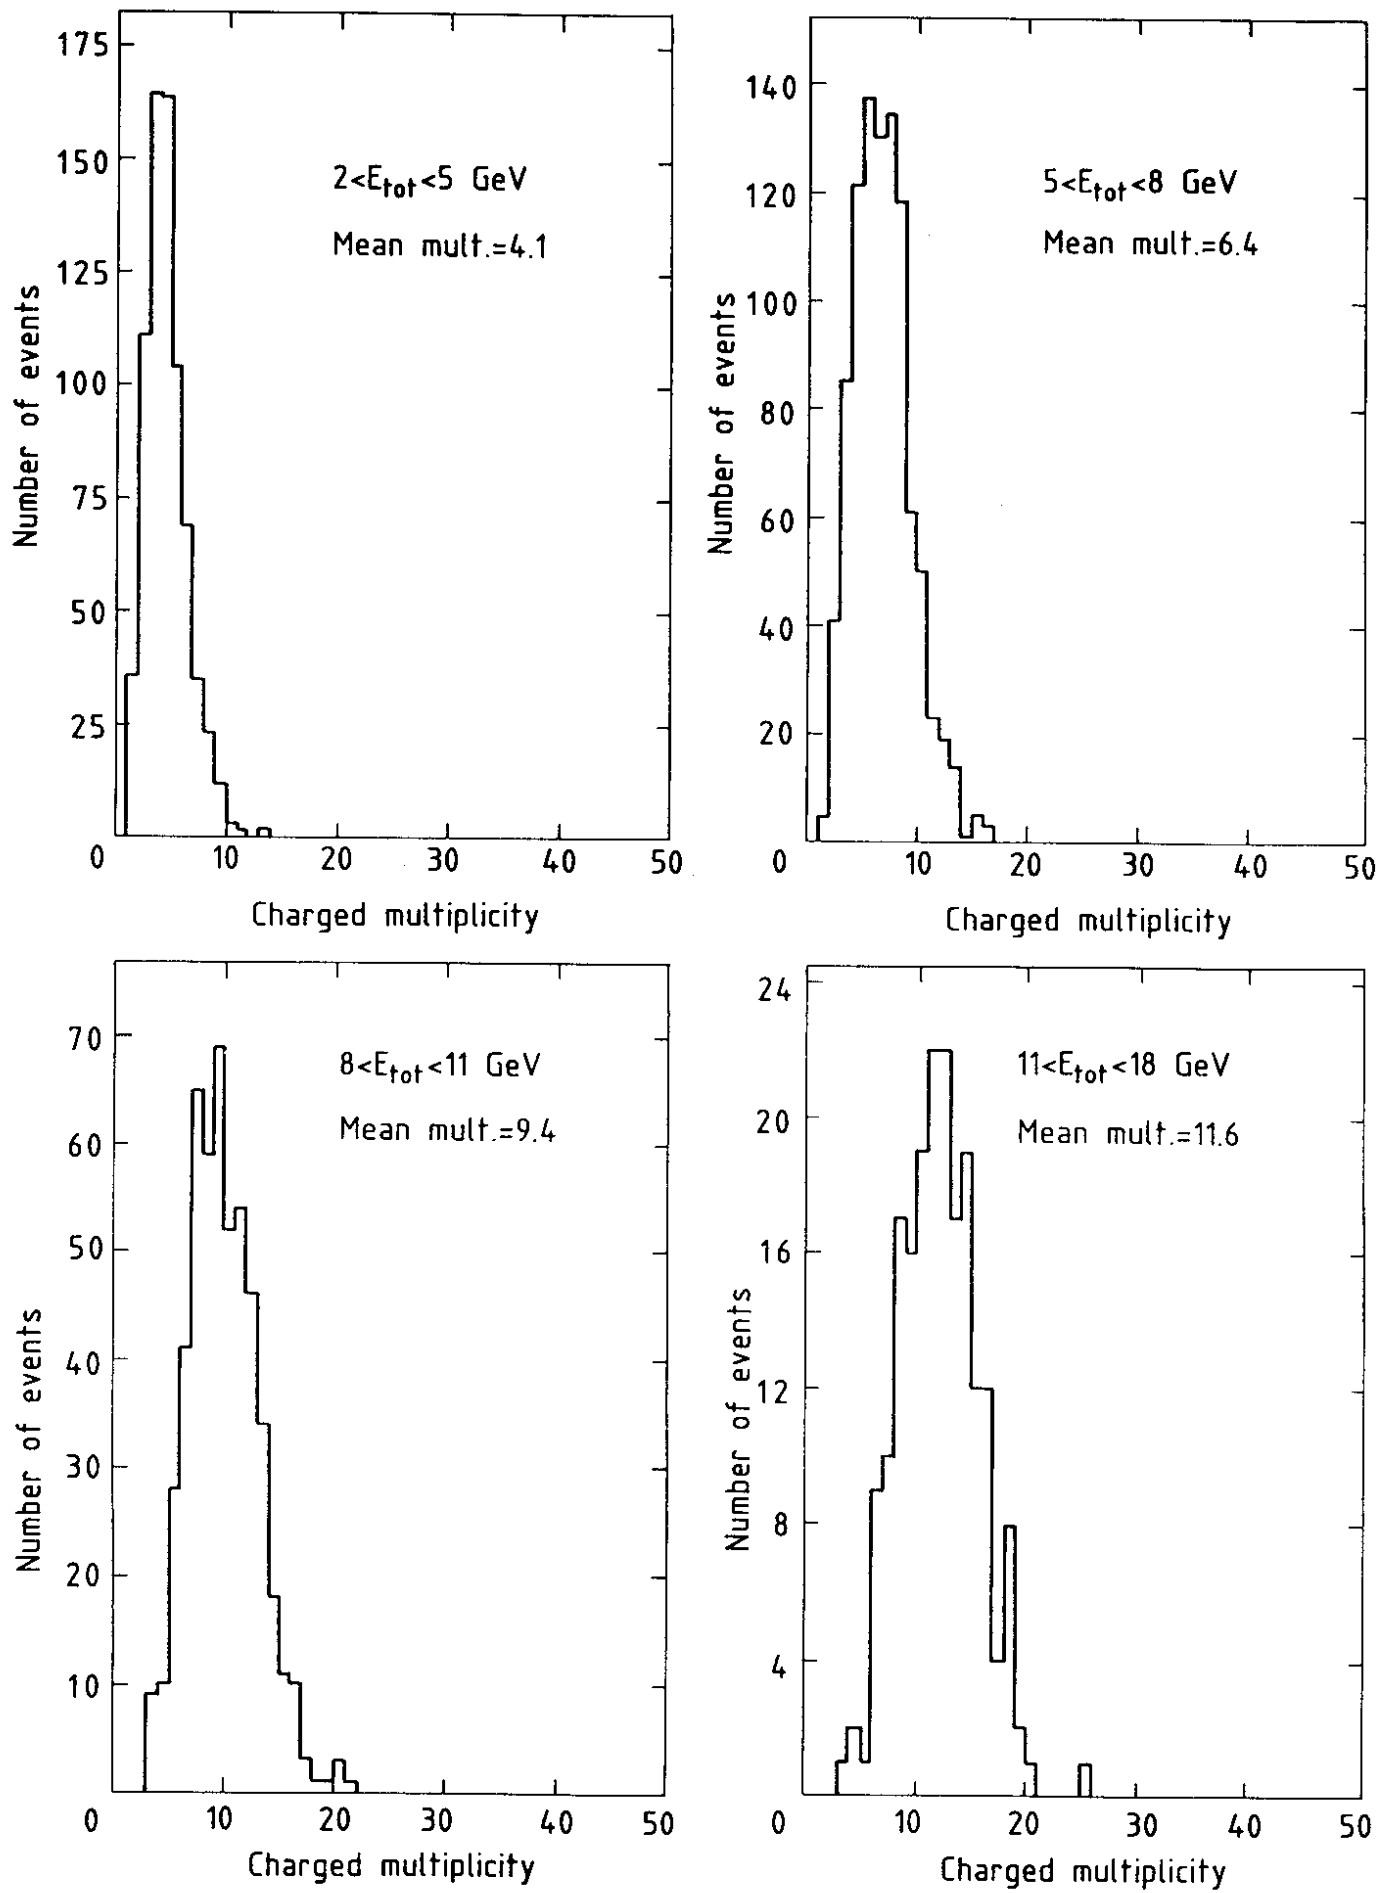 175
150
125
100
75
50
25
Number of events
2<Etot<5 GeV
Mean mult.=4.1
0 10 20 30 40 50
Charged multiplicity
140
120
100
80
60
40
20
Number of events
5<Etot<8 GeV
Mean mult.=6.4
0 10 20 30 40 50
Charged multiplicity
70
60
50
40
30
20
10
Number of events
8<Etot<11 GeV
Mean mult.=9.4
0 10 20 30 40 50
Charged multiplicity
24
20
16
12
8
4
Number of events
11<Etot<18 GeV
Mean mult.=11.6
0 10 20 30 40 50
Charged multiplicity